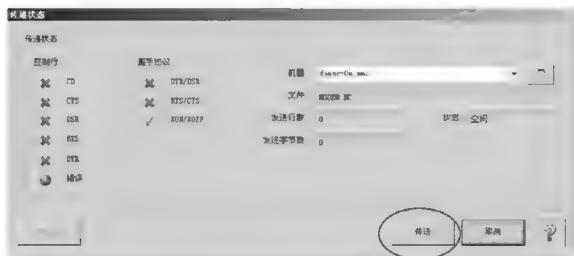 传递状态
传递状态
控制行
握手协议
CD
CTS
DSR
RTS
DTR
DTR/DSR
RTS/CTS
XON/XOFF
机器
文件
发送行数 0
状态 空闲
发送字节数 0
传送
取消
?